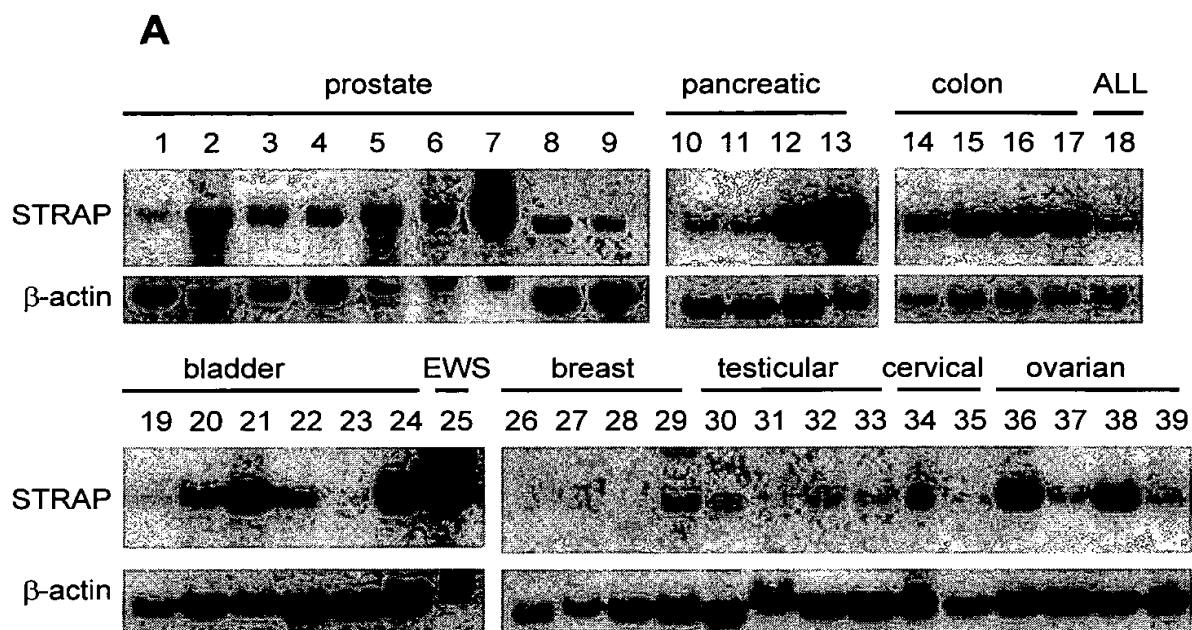 A
prostate pancreatic colon ALL
1 2 3 4 5 6 7 8 9 10 11 12 13 14 15 16 17 18
STRAP
β-actin
bladder EWS breast testicular cervical ovarian
19 20 21 22 23 24 25 26 27 28 29 30 31 32 33 34 35 36 37 38 39
STRAP
β-actin